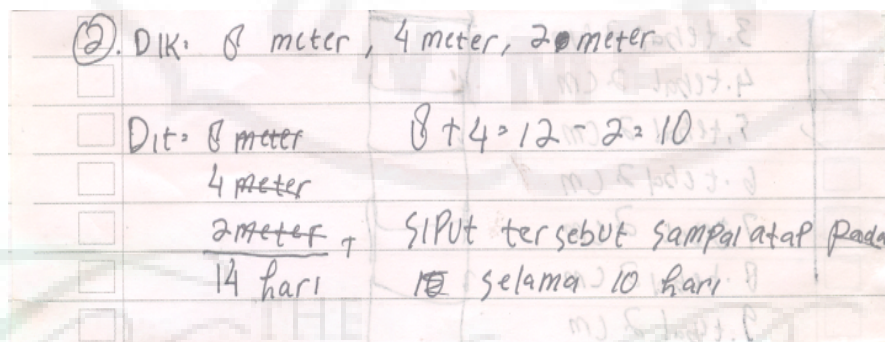 ②. DIK: 8 meter, 4 meter, 2 meter
Dit= 8 meter 8 + 4 = 12 - 2 = 10
4 meter
2 meter + SIPUT tersebut sampai atap pada
14 hari selama 10 hari
THE